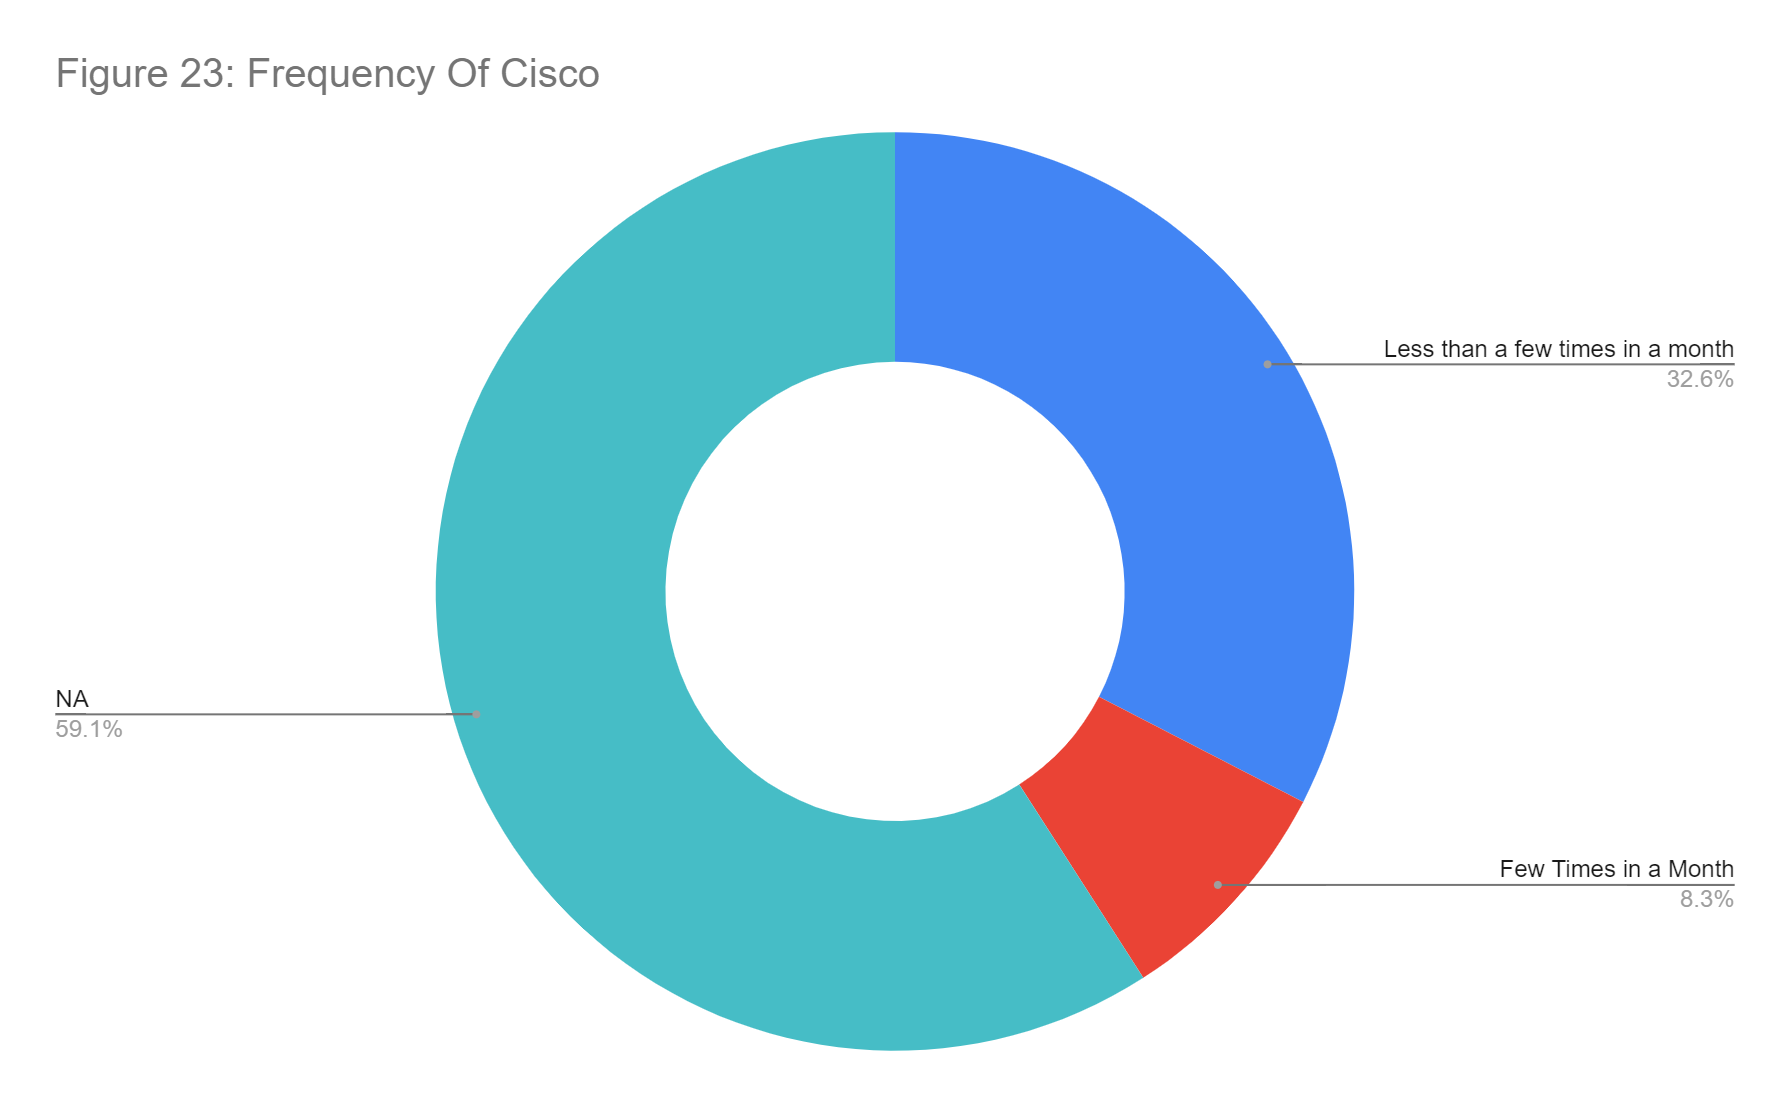 Figure 23: Frequency Of Cisco
Less than a few times in a month
32.6%
NA
59.1%
Few Times in a Month
8.3%